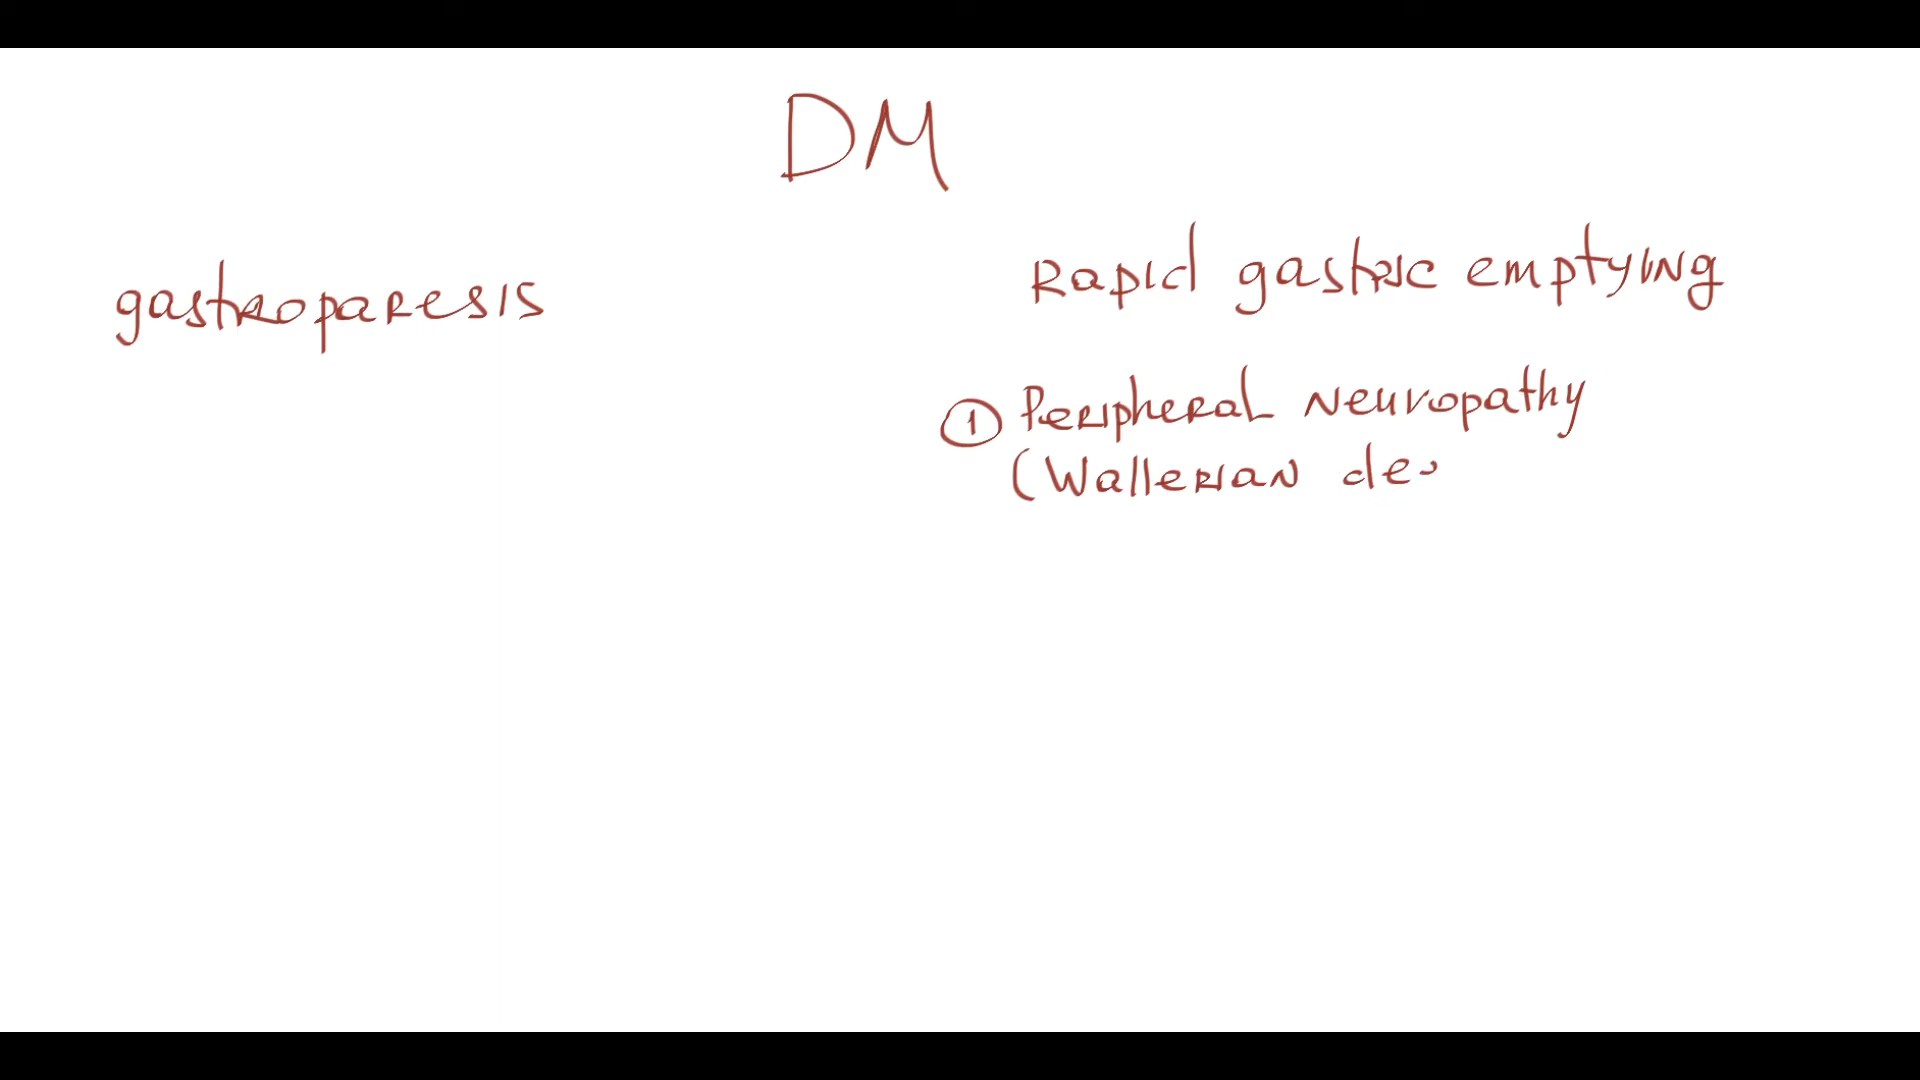 DM
gastroparesis
Rapid gastric emptying
① Peripheral neuropathy
(Wallerian de